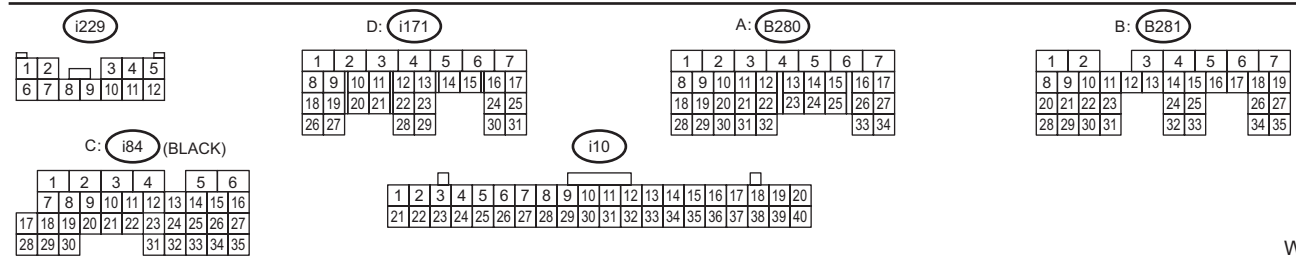 i229
1 2 3 4 5
6 7 8 9 10 11 12
D: i171
1 2 3 4 5 6 7
8 9 10 11 12 13 14 15 16 17
18 19 20 21 22 23 24 25
26 27 28 29 30 31
A: B280
1 2 3 4 5 6 7
8 9 10 11 12 13 14 15 16 17
18 19 20 21 22 23 24 25 26 27
28 29 30 31 32 33 34
B: B281
1 2 3 4 5 6 7
8 9 10 11 12 13 14 15 16 17 18 19
20 21 22 23 24 25 26 27
28 29 30 31 32 33 34 35
C: i84 (BLACK)
1 2 3 4 5 6
7 8 9 10 11 12 13 14 15 16
17 18 19 20 21 22 23 24 25 26 27
28 29 30 31 32 33 34 35
i10
1 2 3 4 5 6 7 8 9 10 11 12 13 14 15 16 17 18 19 20
21 22 23 24 25 26 27 28 29 30 31 32 33 34 35 36 37 38 39 40
W